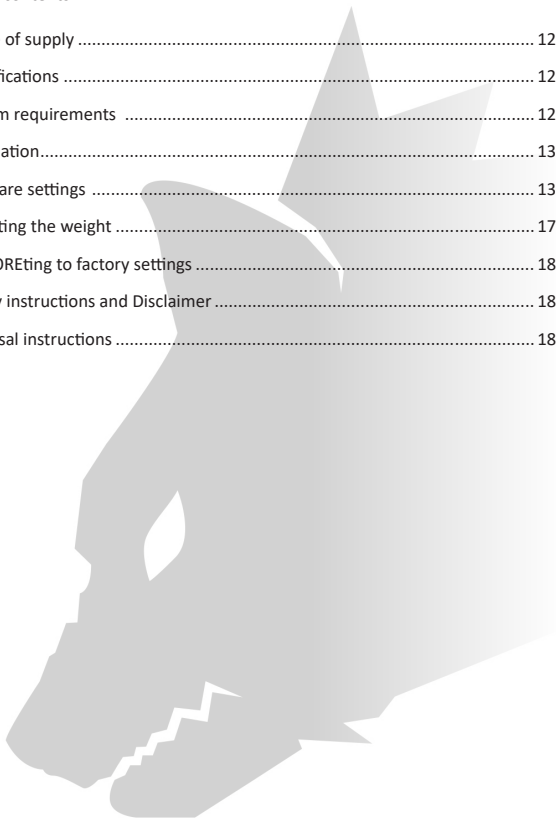 of supply ........................................................................................ 12
fications ........................................................................................... 12
m requirements ............................................................................... 12
ation................................................................................................ 13
are settings ..................................................................................... 13
ting the weight ................................................................................. 17
OREting to factory settings ................................................................. 18
y instructions and Disclaimer ............................................................. 18
sal instructions ................................................................................. 18